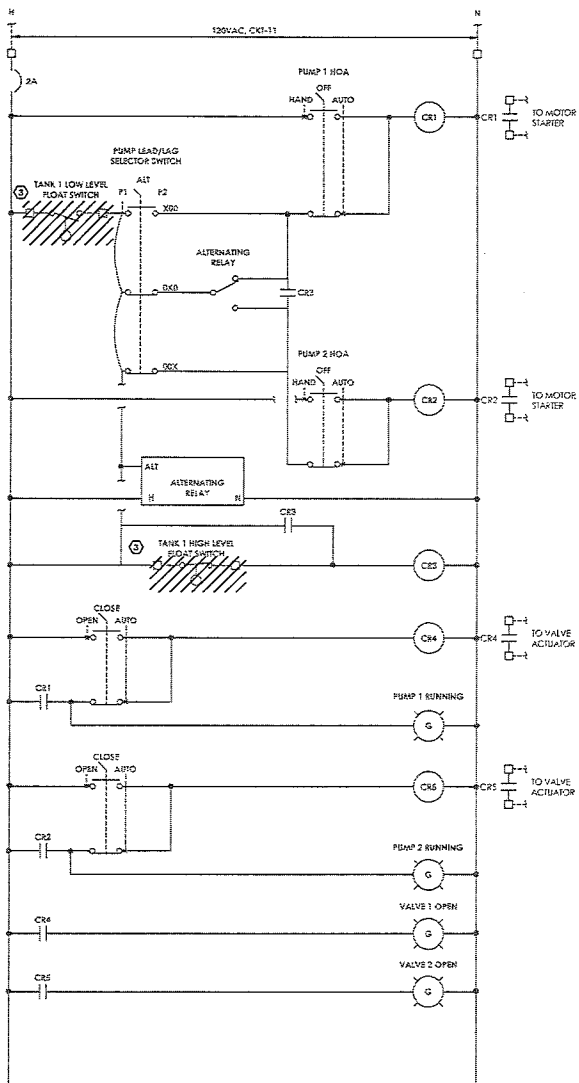 H N
120VAC, CKT-11
2A
PUMP 1 HOA
OFF
HAND AUTO
CR1
CR1
TO MOTOR
STARTER
PUMP LEAD/LAG
SELECTOR SWITCH
ALT
P1 P2
3
TANK 1 LOW LEVEL
FLOAT SWITCH
X00
ALTERNATING
RELAY
0X0
CR3
00X
PUMP 2 HOA
OFF
HAND AUTO
CR2
CR2
TO MOTOR
STARTER
ALT
ALTERNATING
RELAY
H N
CR3
3
TANK 1 HIGH LEVEL
FLOAT SWITCH
CR3
CLOSE
OPEN AUTO
CR4
CR4
TO VALVE
ACTUATOR
CR1
PUMP 1 RUNNING
G
CLOSE
OPEN AUTO
CR5
CR5
TO VALVE
ACTUATOR
CR2
PUMP 2 RUNNING
G
VALVE 1 OPEN
CR4
G
VALVE 2 OPEN
CR5
G